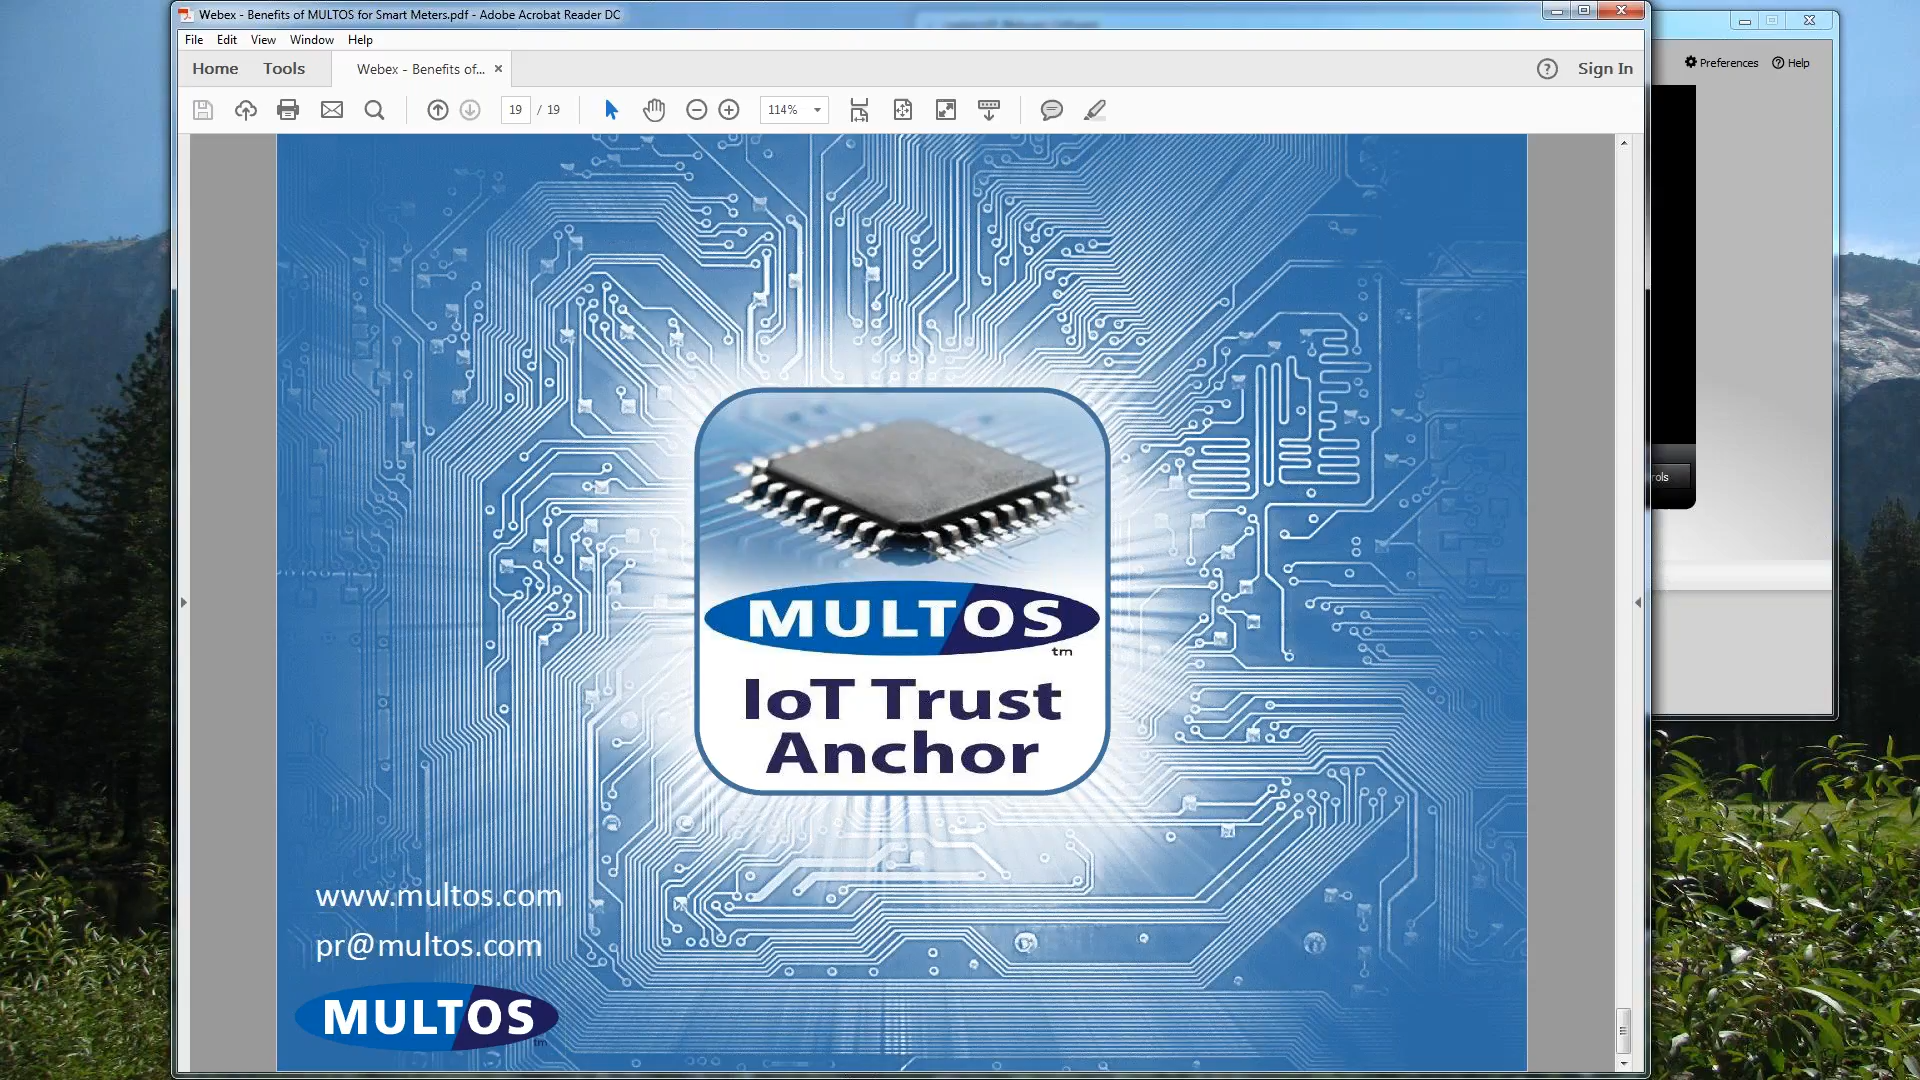 Webex - Benefits of MULTOS for Smart Meters.pdf - Adobe Acrobat Reader DC
File Edit View Window Help
Home Tools Webex - Benefits of...
Sign In
Preferences Help
19 / 19
114%
rols
MULTOS
tm
IoT Trust
Anchor
www.multos.com
pr@multos.com
MULTOS
tm